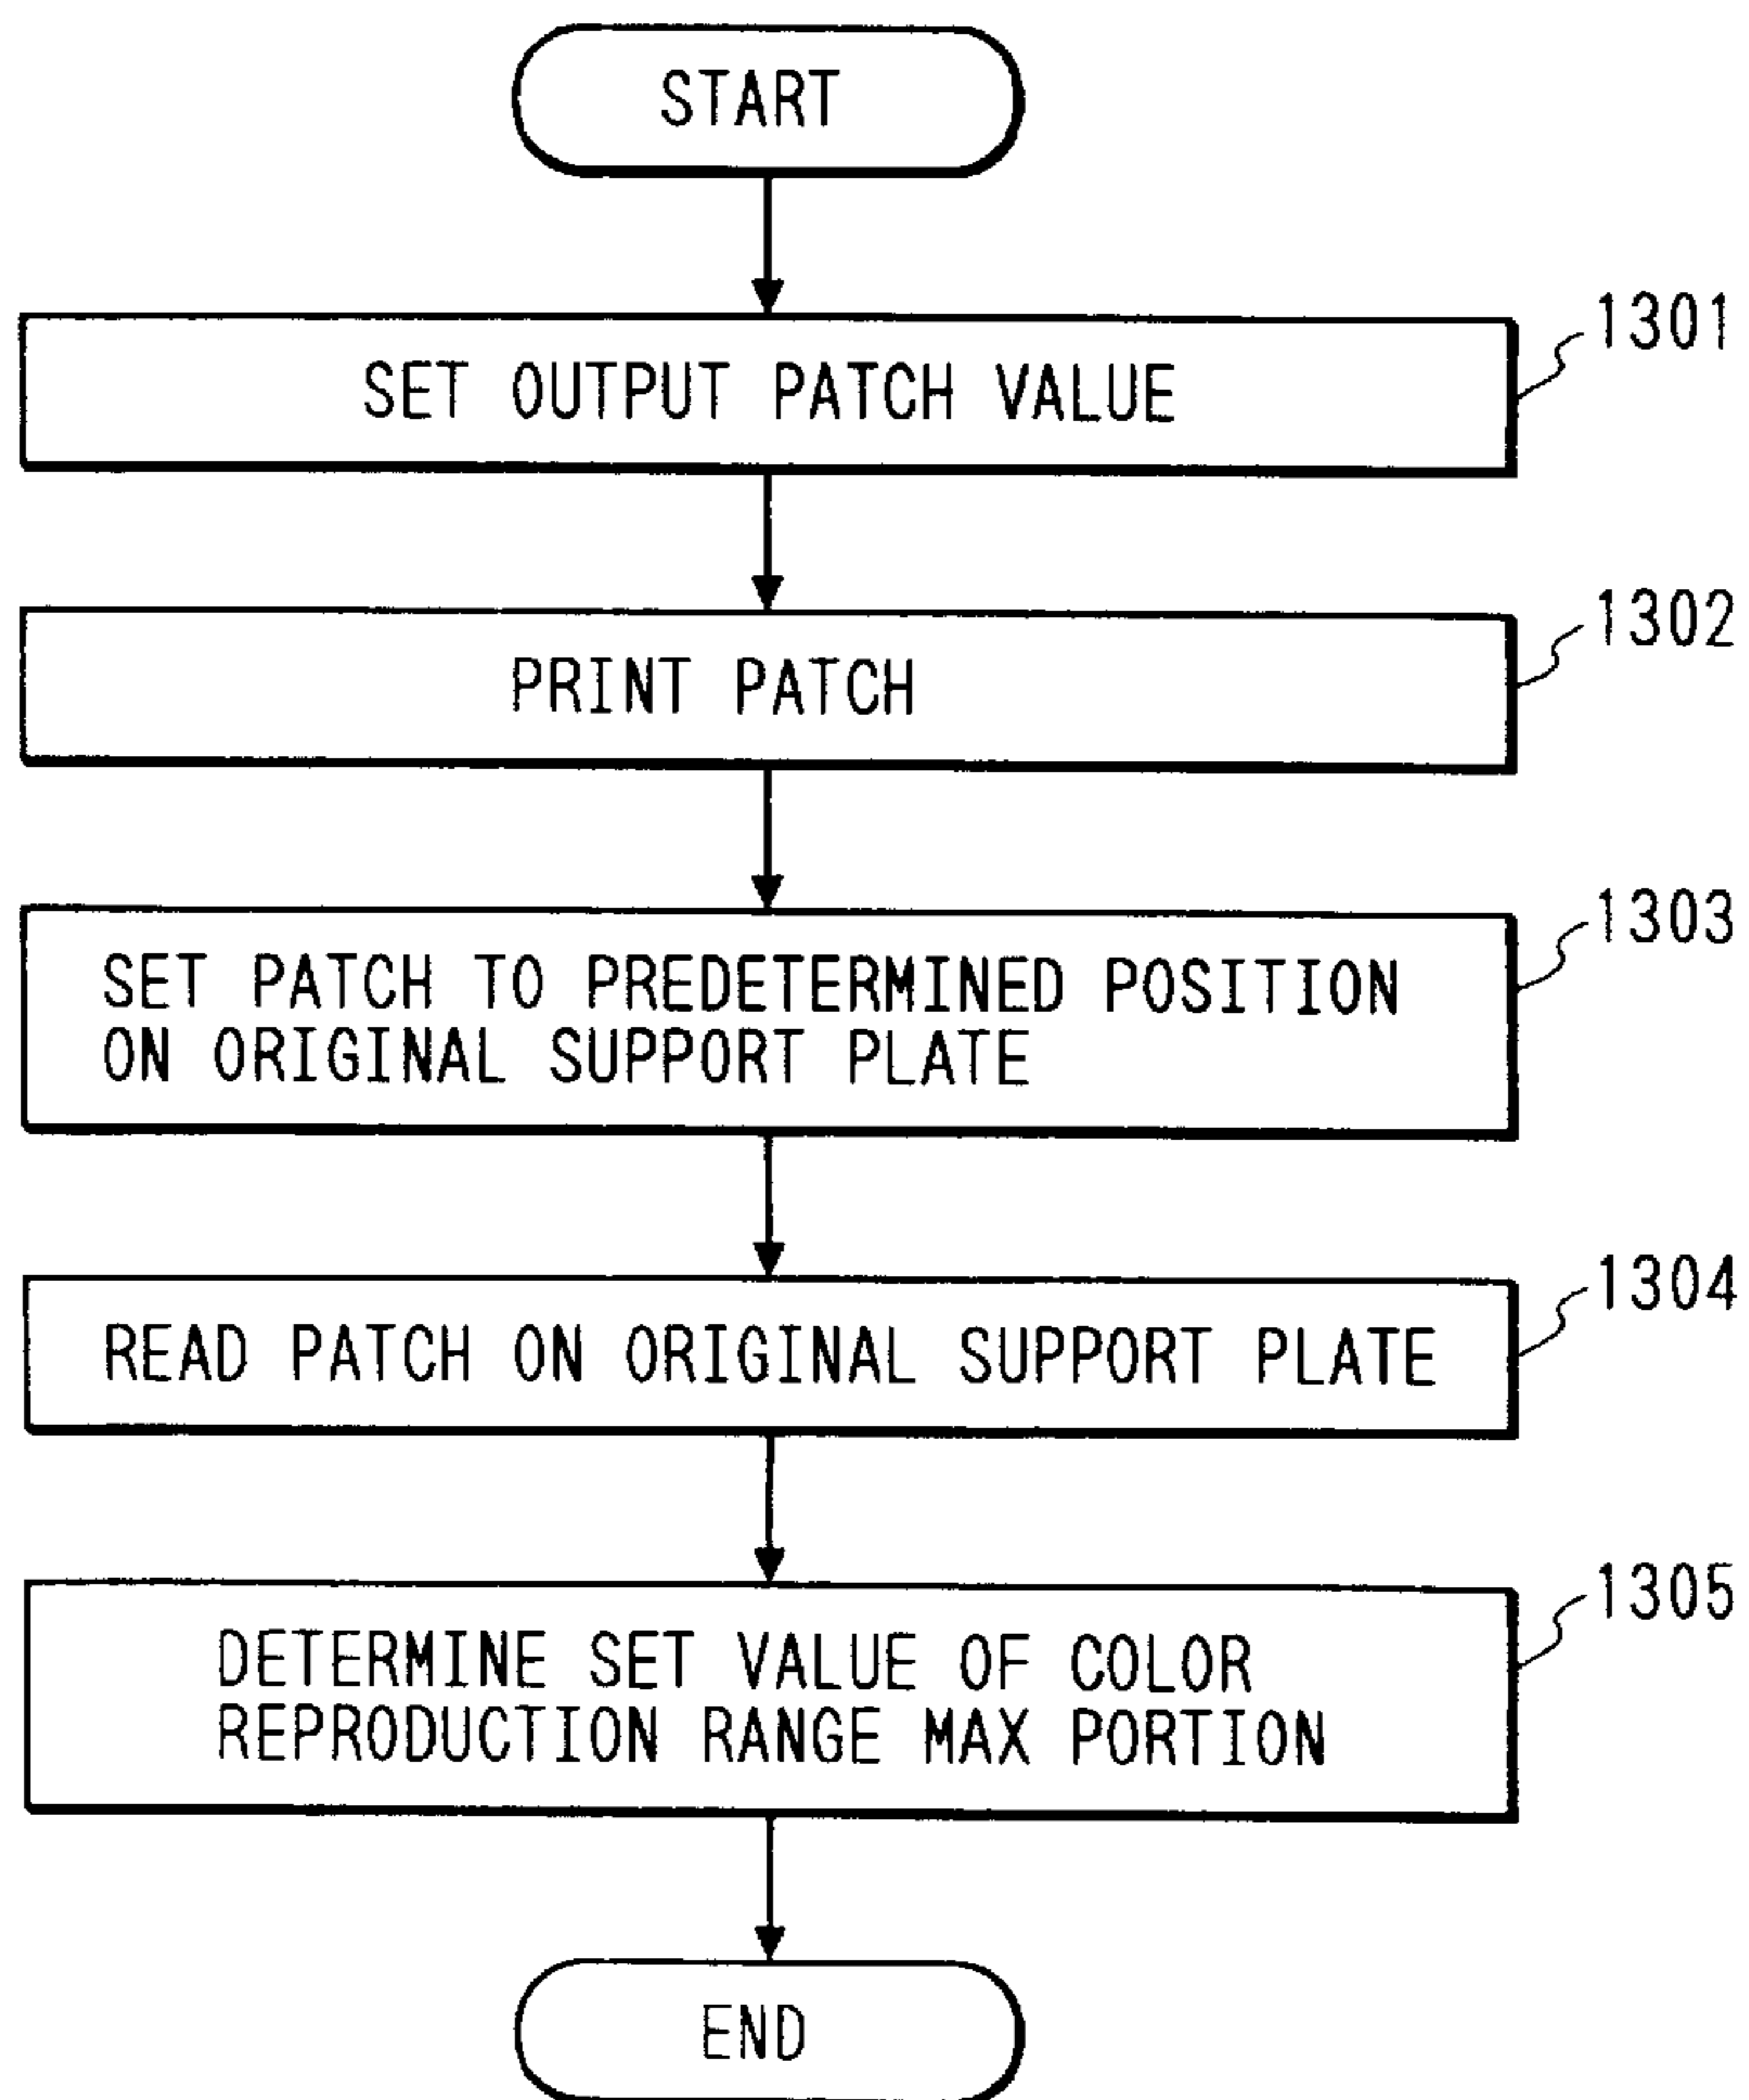 START
1301
SET OUTPUT PATCH VALUE
1302
PRINT PATCH
1303
SET PATCH TO PREDETERMINED POSITION
ON ORIGINAL SUPPORT PLATE
1304
READ PATCH ON ORIGINAL SUPPORT PLATE
1305
DETERMINE SET VALUE OF COLOR
REPRODUCTION RANGE MAX PORTION
END